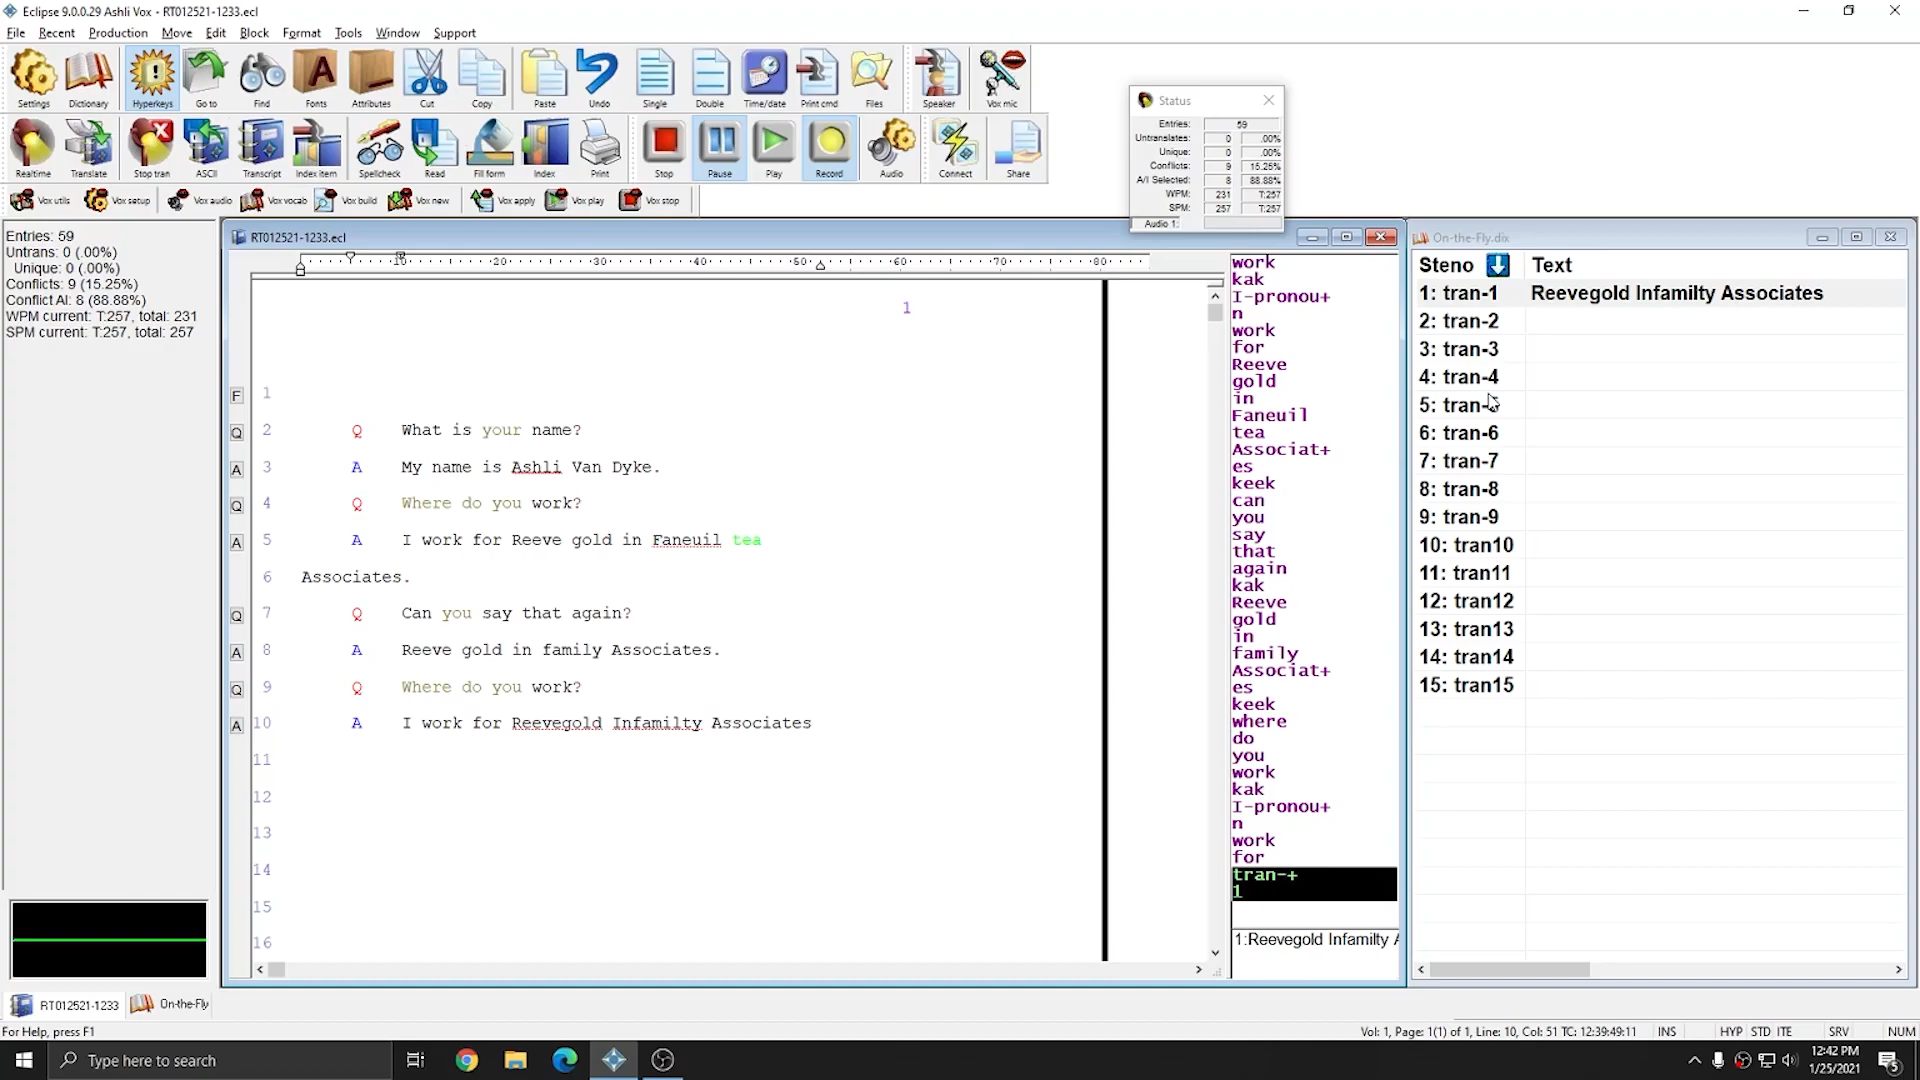 Eclipse 9.0.0.29 Ashli Vox - RT012521-1233.ecl
File Recent Production Move Edit Block Format Tools Window Support
Settings Dictionary Hyperkeys Go to Find Fonts Attributes Cut Copy Paste Undo Single Double Time/date Print cmd Files Speaker Vox mic
Realtime Translate Stop tran ASCII Transcript Index item Spellcheck Read Fill form Index Print Stop Pause Play Record Audio Connect Share
Vox utils Vox setup Vox audio Vox vocab Vox build Vox new Vox apply Vox play Vox stop
Status
Entries: 59
Untranslates: 0 .00%
Unique: 0 .00%
Conflicts: 9 15.25%
A/I Selected: 8 88.88%
WPM: 231 T:257
SPM: 257 T:257
Audio 1:
Entries: 59
Untrans: 0 (.00%)
Unique: 0 (.00%)
Conflicts: 9 (15.25%)
Conflict AI: 8 (88.88%)
WPM current: T:257, total: 231
SPM current: T:257, total: 257
RT012521-1233.ecl
10 20 30 40 50 60 70 80
1
F 1
Q 2 Q What is your name?
A 3 A My name is Ashli Van Dyke.
Q 4 Q Where do you work?
A 5 A I work for Reeve gold in Faneuil tea
6 Associates.
Q 7 Q Can you say that again?
A 8 A Reeve gold in family Associates.
Q 9 Q Where do you work?
A 10 A I work for Reevegold Infamilty Associates
11
12
13
14
15
16
work
kak
I-pronou+
n
work
for
Reeve
gold
in
Faneuil
tea
Associat+
es
keek
can
you
say
that
again
kak
Reeve
gold
in
family
Associat+
es
keek
where
do
you
work
kak
I-pronou+
n
work
for
tran-+
1
1:Reevegold Infamilty A
On-the-Fly.dix
Steno Text
1: tran-1 Reevegold Infamilty Associates
2: tran-2
3: tran-3
4: tran-4
5: tran-
6: tran-6
7: tran-7
8: tran-8
9: tran-9
10: tran10
11: tran11
12: tran12
13: tran13
14: tran14
15: tran15
RT012521-1233 On-the-Fly
For Help, press F1
Vol: 1, Page: 1(1) of 1, Line: 10, Col: 51 TC: 12:39:49:11 INS HYP STD ITE SRV NUM
Type here to search
12:42 PM
1/25/2021
5